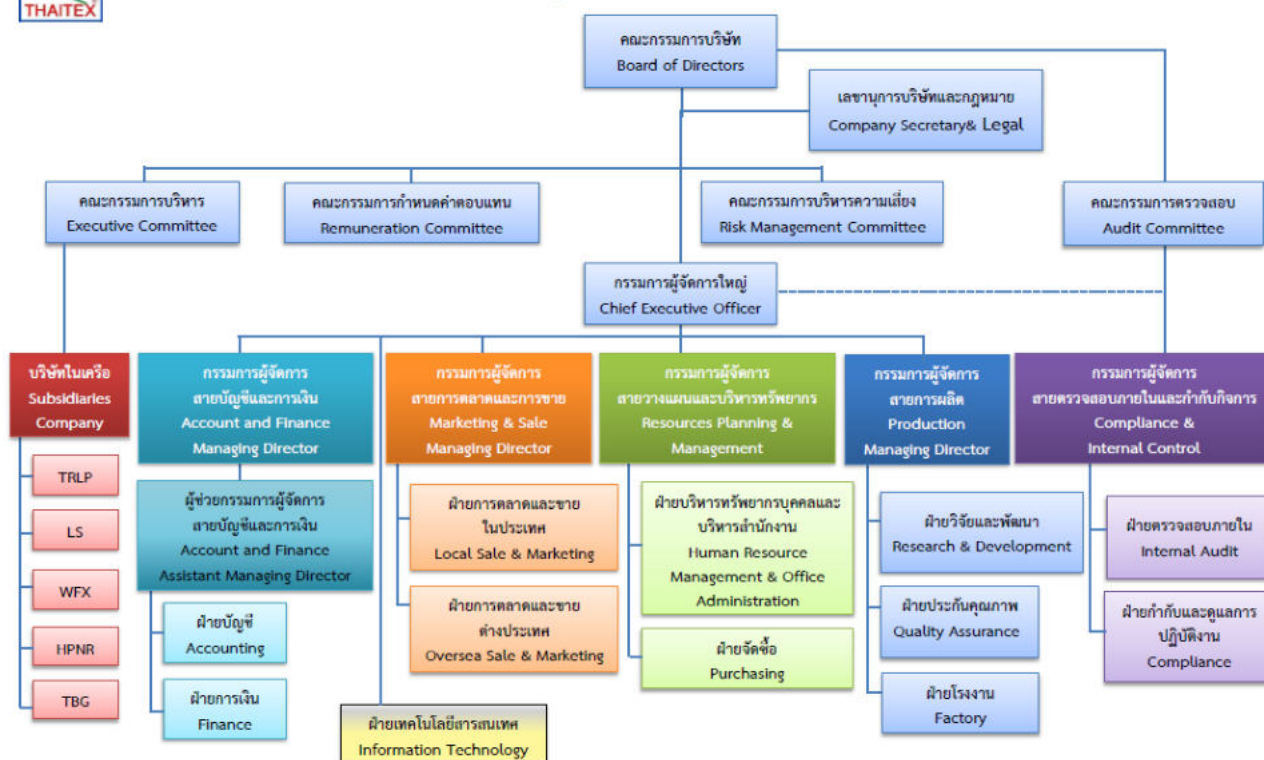 THAITEX
คณะกรรมการบริษัท
Board of Directors
เลขานุการบริษัทและกฎหมาย
Company Secretary& Legal
คณะกรรมการบริหาร
Executive Committee
คณะกรรมการกำหนดค่าตอบแทน
Remuneration Committee
คณะกรรมการบริหารความเสี่ยง
Risk Management Committee
คณะกรรมการตรวจสอบ
Audit Committee
กรรมการผู้จัดการใหญ่
Chief Executive Officer
บริษัทในเครือ
Subsidiaries
Company
TRLP
LS
WFX
HPNR
TBG
กรรมการผู้จัดการ
สายบัญชีและการเงิน
Account and Finance
Managing Director
ผู้ช่วยกรรมการผู้จัดการ
สายบัญชีและการเงิน
Account and Finance
Assistant Managing Director
ฝ่ายบัญชี
Accounting
ฝ่ายการเงิน
Finance
ฝ่ายเทคโนโลยีสารสนเทศ
Information Technology
กรรมการผู้จัดการ
สายการตลาดและการขาย
Marketing & Sale
Managing Director
ฝ่ายการตลาดและขาย
ในประเทศ
Local Sale & Marketing
ฝ่ายการตลาดและขาย
ต่างประเทศ
Oversea Sale & Marketing
กรรมการผู้จัดการ
สายวางแผนและบริหารทรัพยากร
Resources Planning &
Management
ฝ่ายบริหารทรัพยากรบุคคลและ
บริหารสำนักงาน
Human Resource
Management & Office
Administration
ฝ่ายจัดซื้อ
Purchasing
กรรมการผู้จัดการ
สายการผลิต
Production
Managing Director
ฝ่ายวิจัยและพัฒนา
Research & Development
ฝ่ายประกันคุณภาพ
Quality Assurance
ฝ่ายโรงงาน
Factory
กรรมการผู้จัดการ
สายตรวจสอบภายในและกำกับกิจการ
Compliance &
Internal Control
ฝ่ายตรวจสอบภายใน
Internal Audit
ฝ่ายกำกับและดูแลการ
ปฏิบัติงาน
Compliance